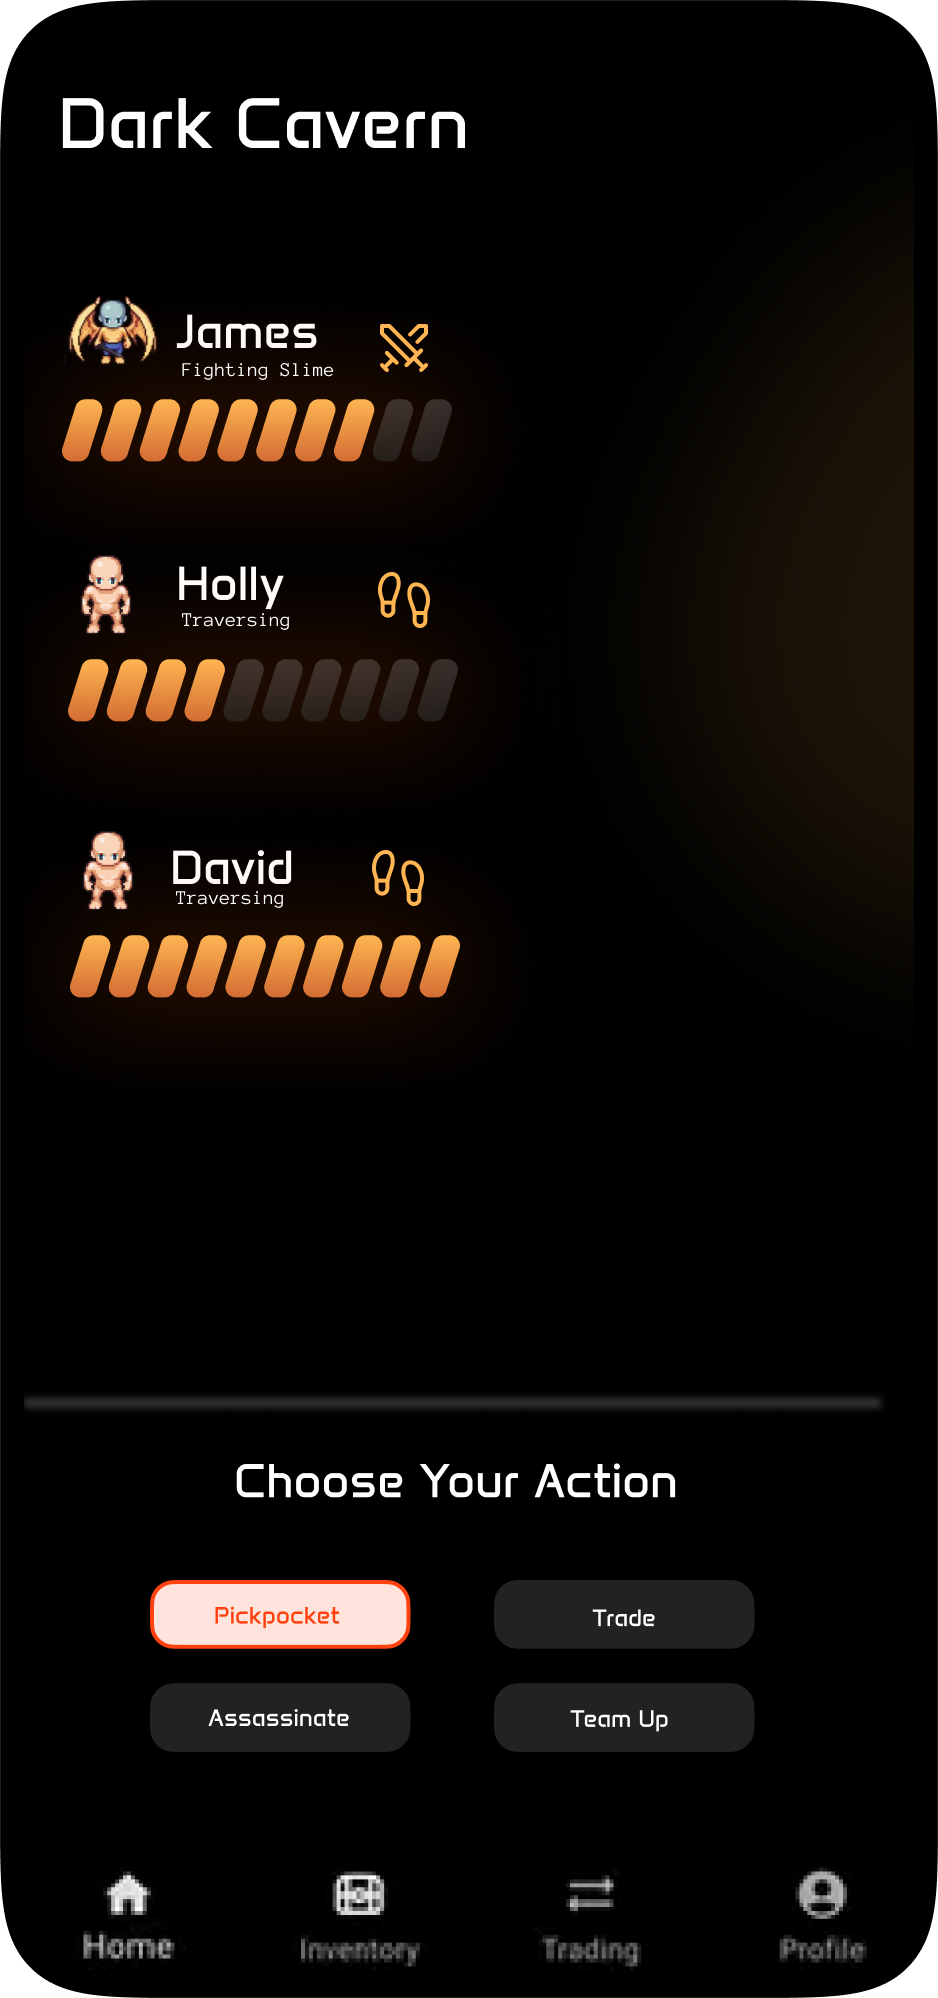 Dark Cavern
James
Fighting Slime
Holly
Traversing
David
Traversing
Choose Your Action
Pickpocket
Trade
Assassinate
Team Up
Home
Inventory
Trading
Profile